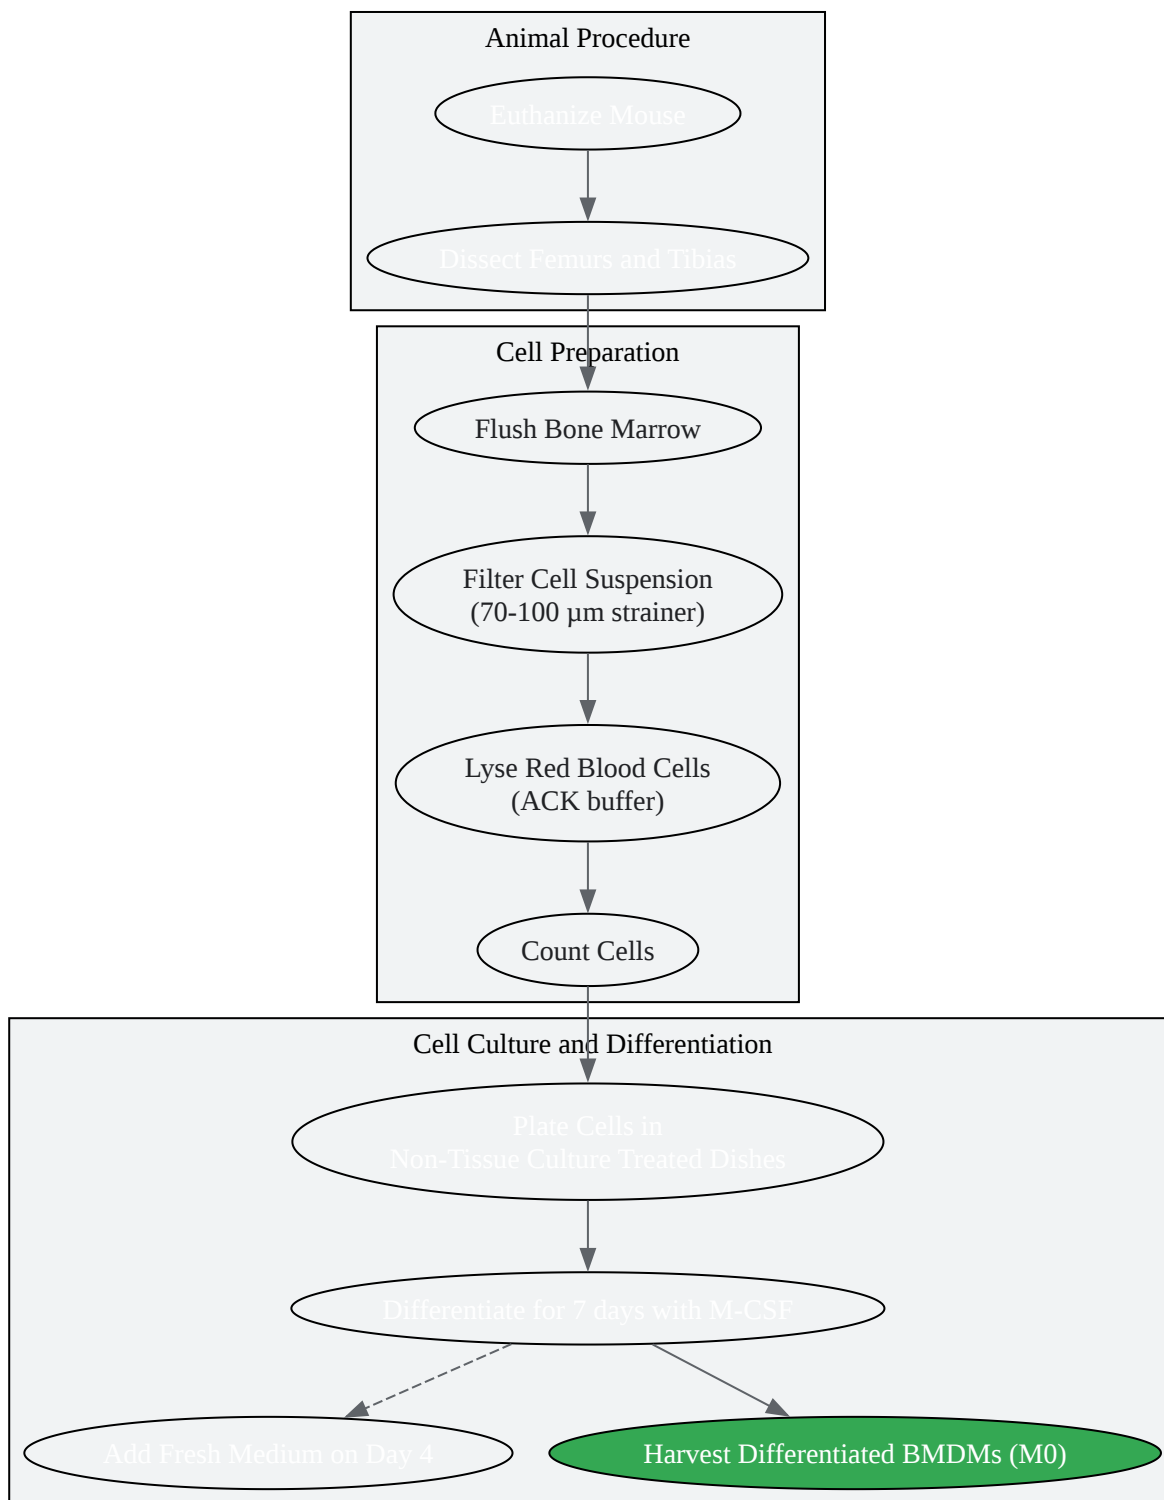 Animal Procedure
Euthanize Mouse
Dissect Femurs and Tibias
Cell Preparation
Flush Bone Marrow
Filter Cell Suspension
(70-100 µm strainer)
Lyse Red Blood Cells
(ACK buffer)
Count Cells
Cell Culture and Differentiation
Plate Cells in
Non-Tissue Culture Treated Dishes
Differentiate for 7 days with M-CSF
Add Fresh Medium on Day 4
Harvest Differentiated BMDMs (M0)